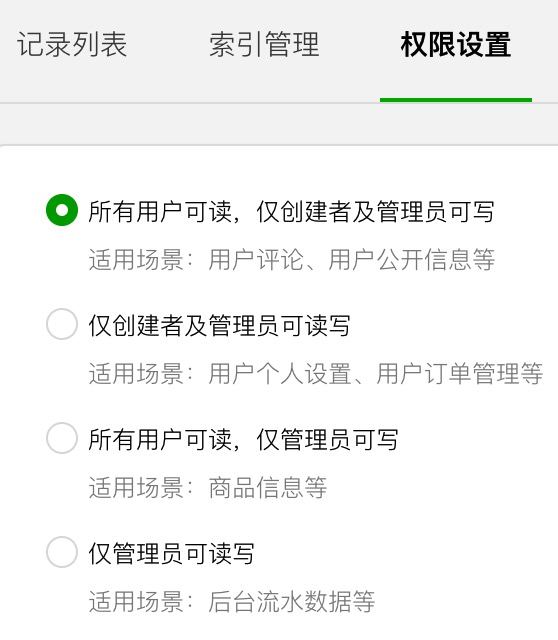 记录列表 索引管理 权限设置
所有用户可读，仅创建者及管理员可写
适用场景：用户评论、用户公开信息等
仅创建者及管理员可读写
适用场景：用户个人设置、用户订单管理等
所有用户可读，仅管理员可写
适用场景：商品信息等
仅管理员可读写
适用场景：后台流水数据等